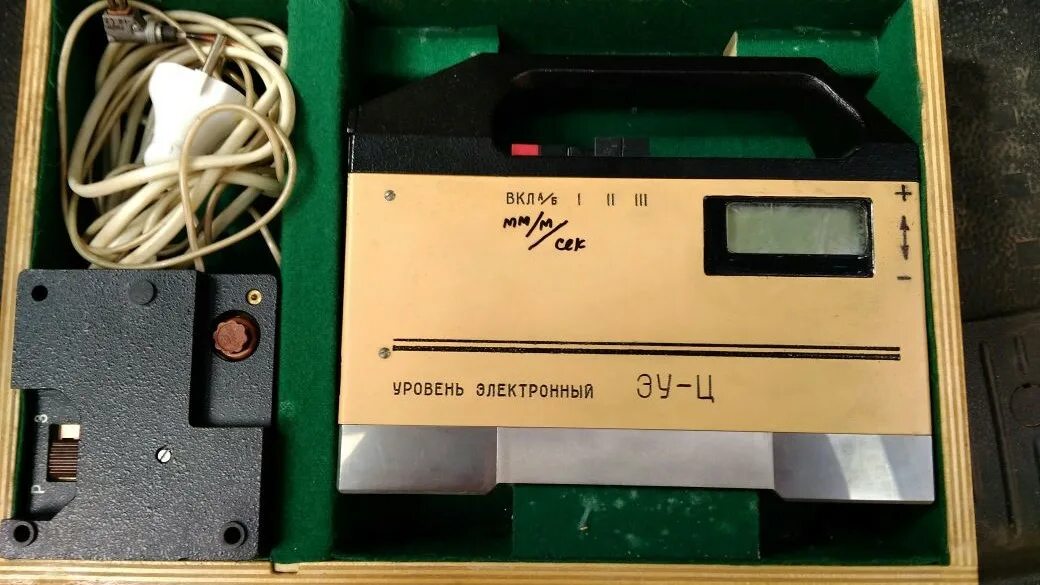 ВКЛ А/Б I II III
мм/м/сек
+
-
УРОВЕНЬ ЭЛЕКТРОННЫЙ ЭУ-Ц
З
Р